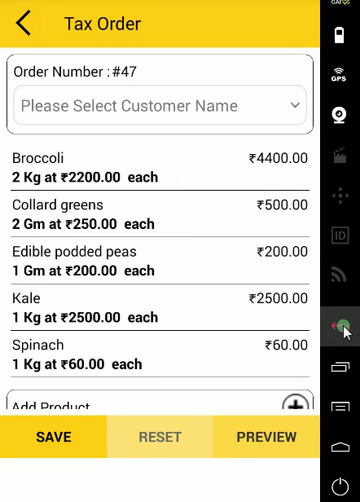 Tax Order
Order Number : #47
Please Select Customer Name
Broccoli ₹4400.00
2 Kg at ₹2200.00 each
Collard greens ₹500.00
2 Gm at ₹250.00 each
Edible podded peas ₹200.00
1 Gm at ₹200.00 each
Kale ₹2500.00
1 Kg at ₹2500.00 each
Spinach ₹60.00
1 Kg at ₹60.00 each
Add Product
SAVE RESET PREVIEW
GPS
ID